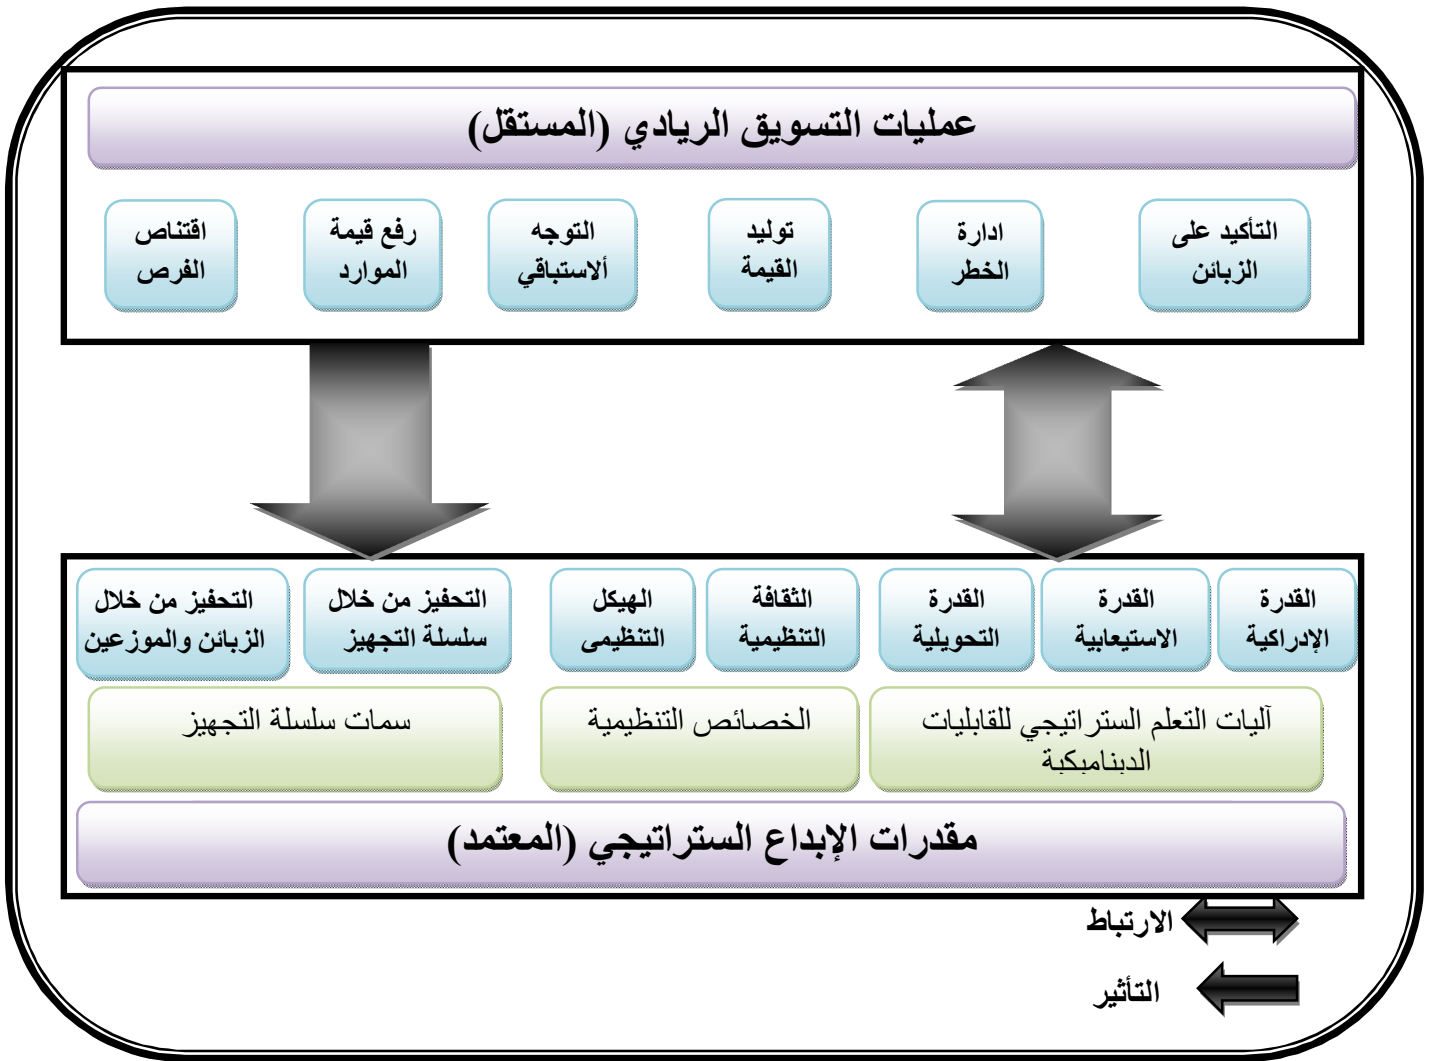 عمليات التسويق الريادي (المستقل)
التأكيد على
الزبائن
ادارة
الخطر
توليد
القيمة
التوجه
ألاستباقي
رفع قيمة
الموارد
اقتناص
الفرص
القدرة
الإدراكية
القدرة
الاستيعابية
القدرة
التحويلية
الثقافة
التنظيمية
الهيكل
التنظيمي
التحفيز من خلال
سلسلة التجهيز
التحفيز من خلال
الزبائن والموزعين
آليات التعلم الستراتيجي للقابليات
الديناميكية
الخصائص التنظيمية
سمات سلسلة التجهيز
مقدرات الإبداع الستراتيجي (المعتمد)
الارتباط
التأثير